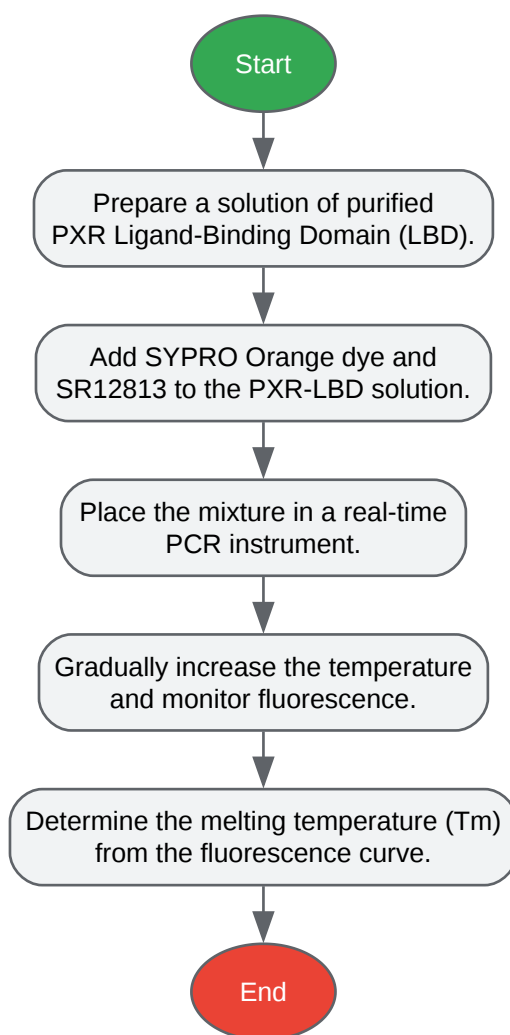 Start
Prepare a solution of purified
PXR Ligand-Binding Domain (LBD).
Add SYPRO Orange dye and
SR12813 to the PXR-LBD solution.
Place the mixture in a real-time
PCR instrument.
Gradually increase the temperature
and monitor fluorescence.
Determine the melting temperature (Tm)
from the fluorescence curve.
End